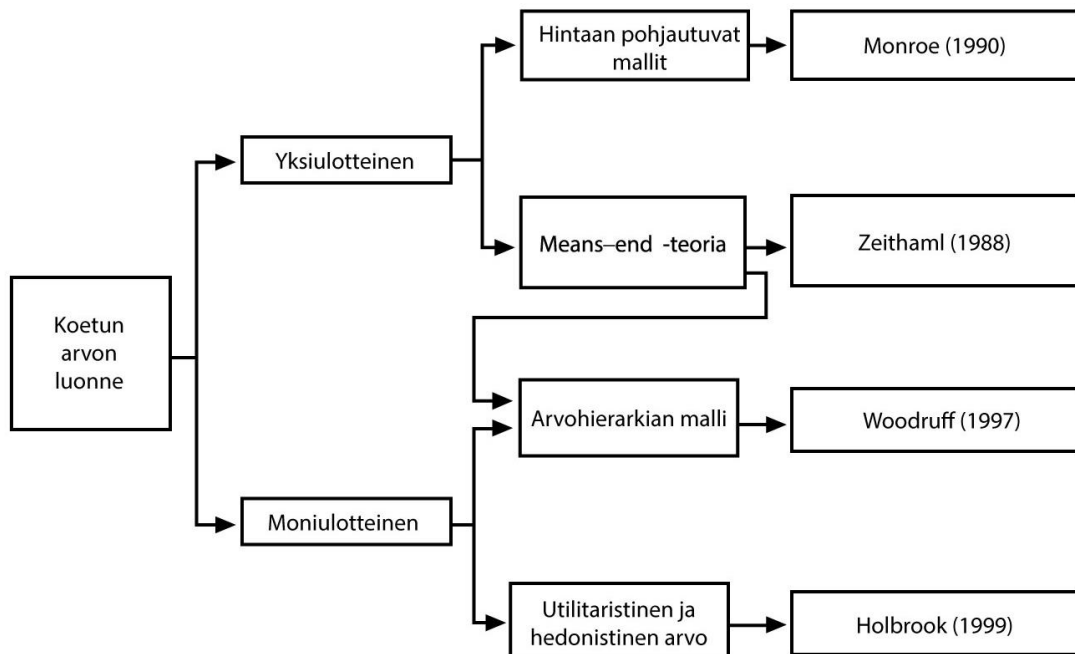 Hintaan pohjautuvat
mallit
Monroe (1990)
Yksiulotteinen
Means–end -teoria
Zeithaml (1988)
Koetun
arvon
luonne
Arvohierarkian malli
Woodruff (1997)
Moniulotteinen
Utilitaristinen ja
hedonistinen arvo
Holbrook (1999)